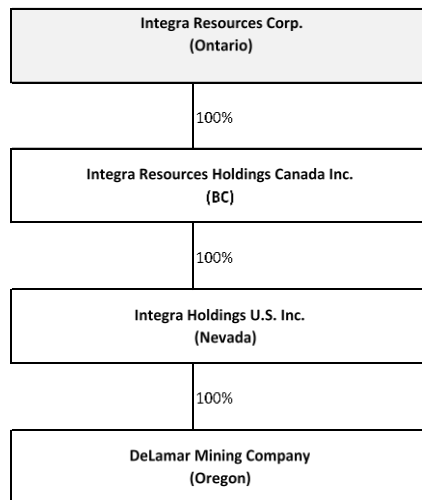 Integra Resources Corp.
(Ontario)
100%
Integra Resources Holdings Canada Inc.
(BC)
100%
Integra Holdings U.S. Inc.
(Nevada)
100%
DeLamar Mining Company
(Oregon)